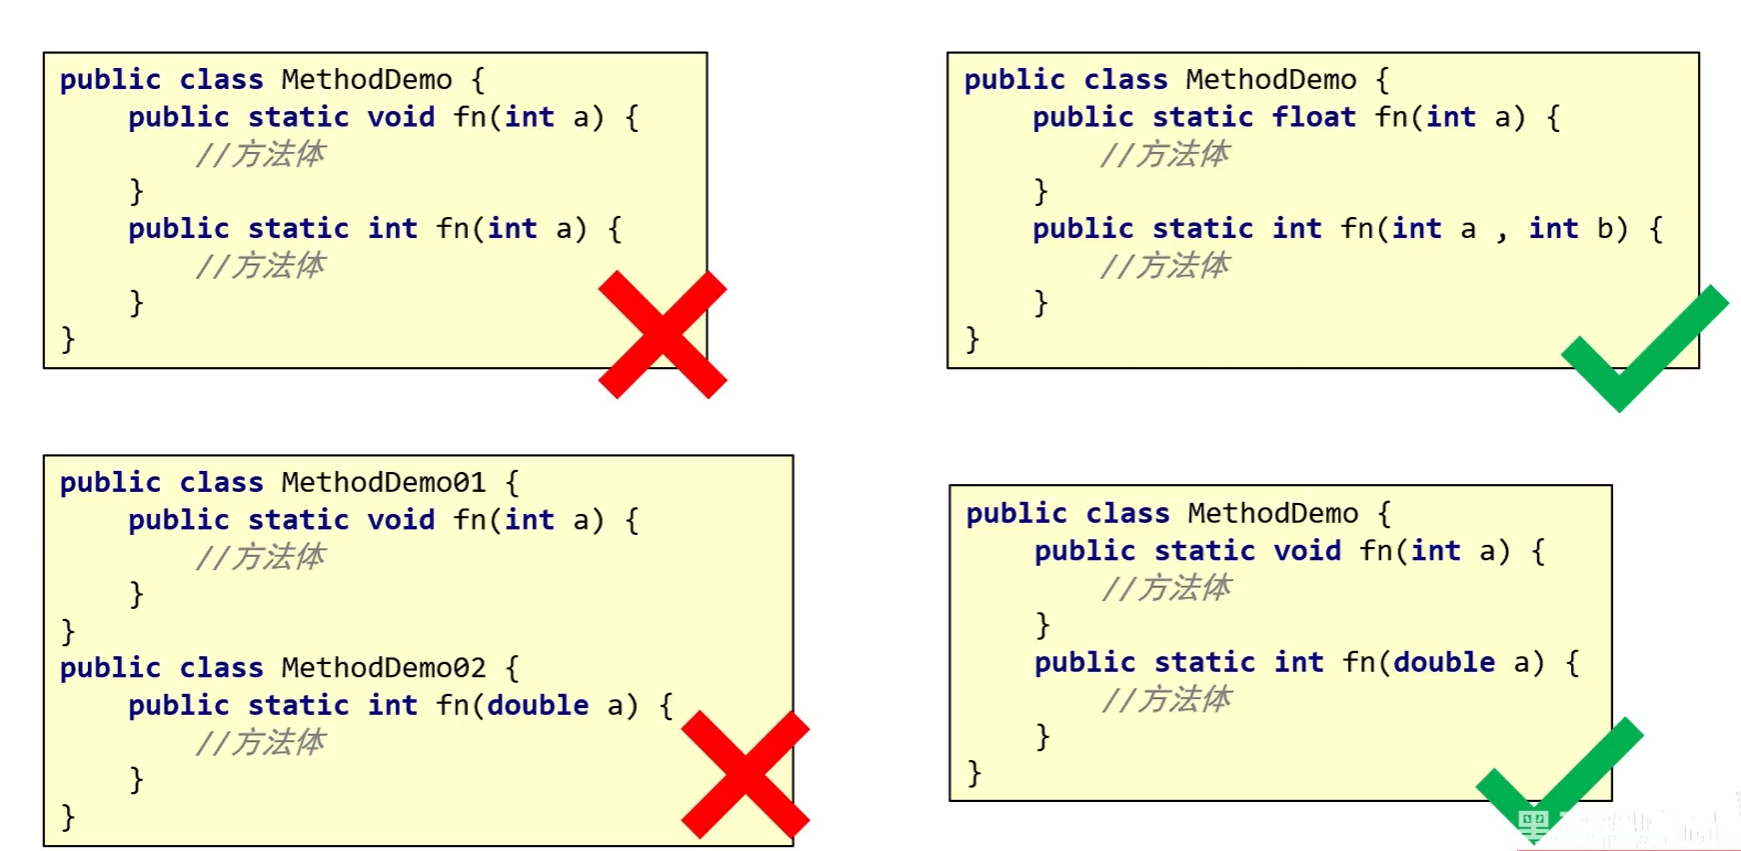 public class MethodDemo {
    public static void fn(int a) {
        //方法体
    }
    public static int fn(int a) {
        //方法体
    }
}
public class MethodDemo {
    public static float fn(int a) {
        //方法体
    }
    public static int fn(int a , int b) {
        //方法体
    }
}
public class MethodDemo01 {
    public static void fn(int a) {
        //方法体
    }
}
public class MethodDemo02 {
    public static int fn(double a) {
        //方法体
    }
}
public class MethodDemo {
    public static void fn(int a) {
        //方法体
    }
    public static int fn(double a) {
        //方法体
    }
}
黑